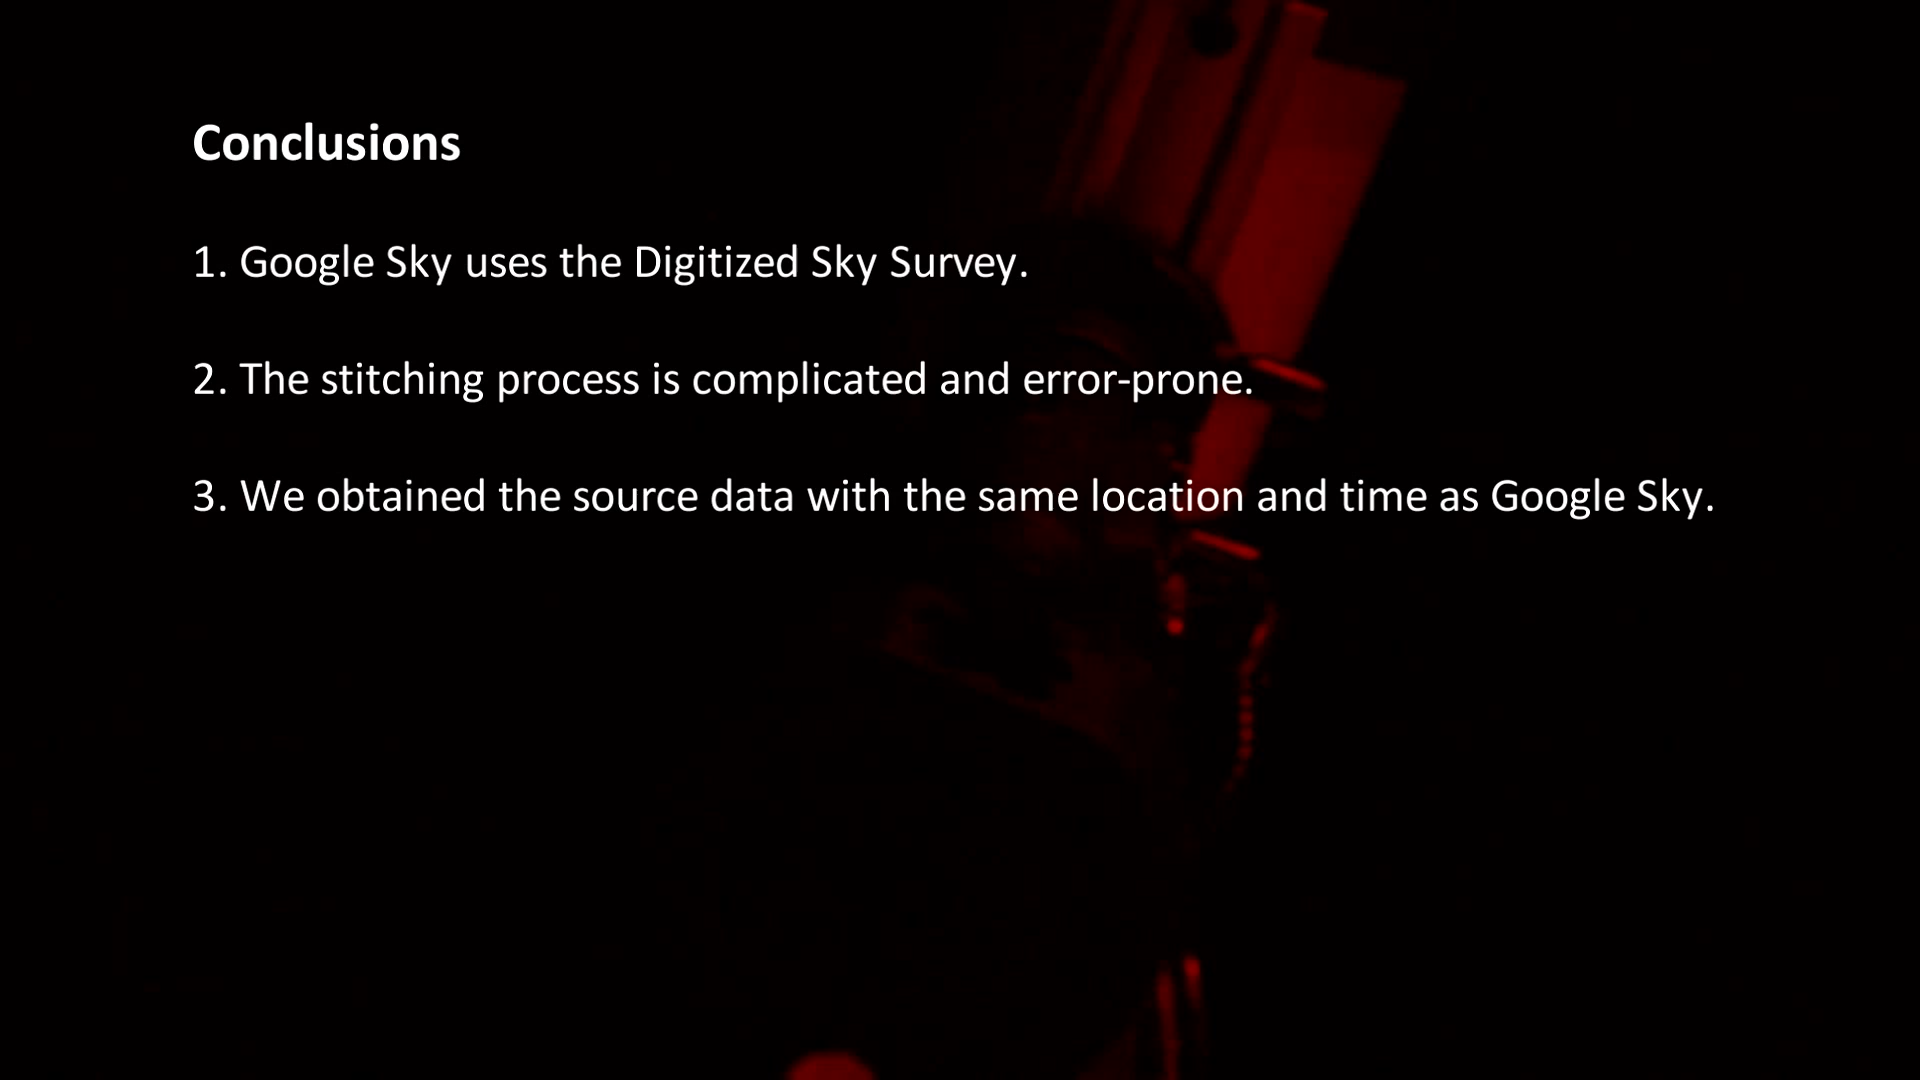 Conclusions
1. Google Sky uses the Digitized Sky Survey.
2. The stitching process is complicated and error-prone.
3. We obtained the source data with the same location and time as Google Sky.